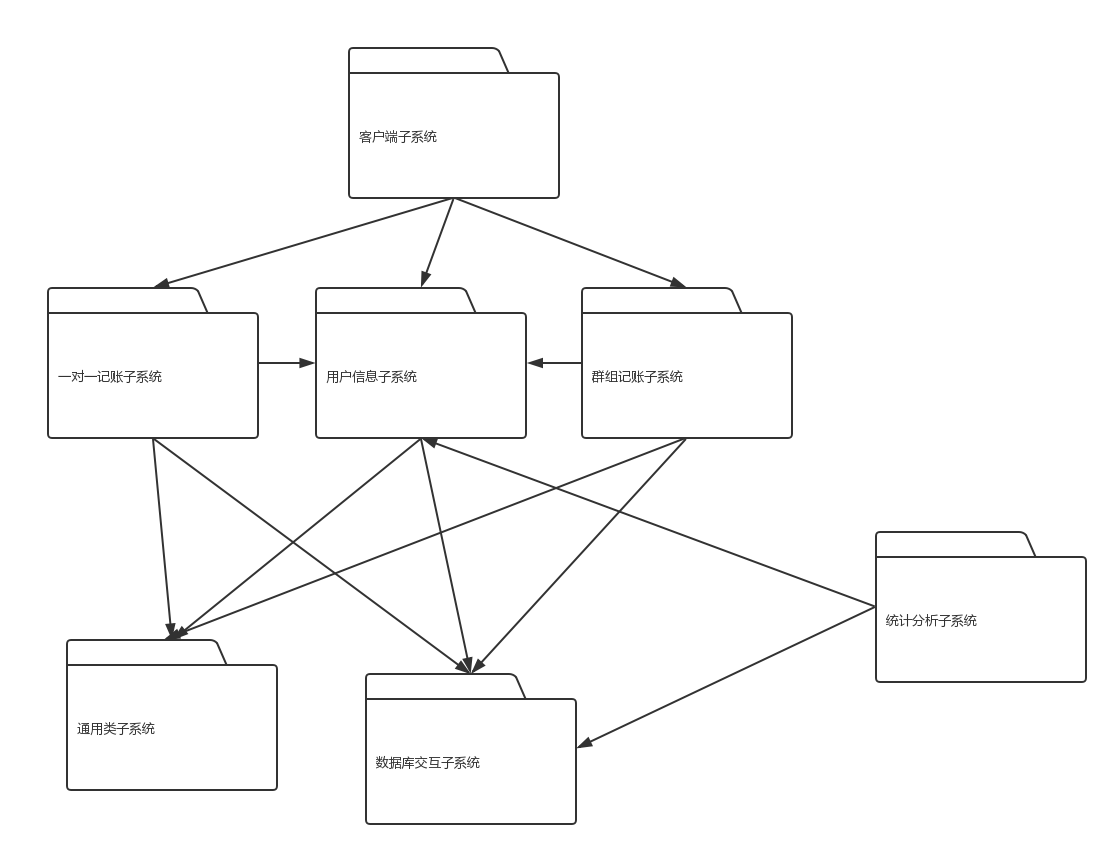 客户端子系统
一对一记账子系统
用户信息子系统
群组记账子系统
统计分析子系统
通用类子系统
数据库交互子系统